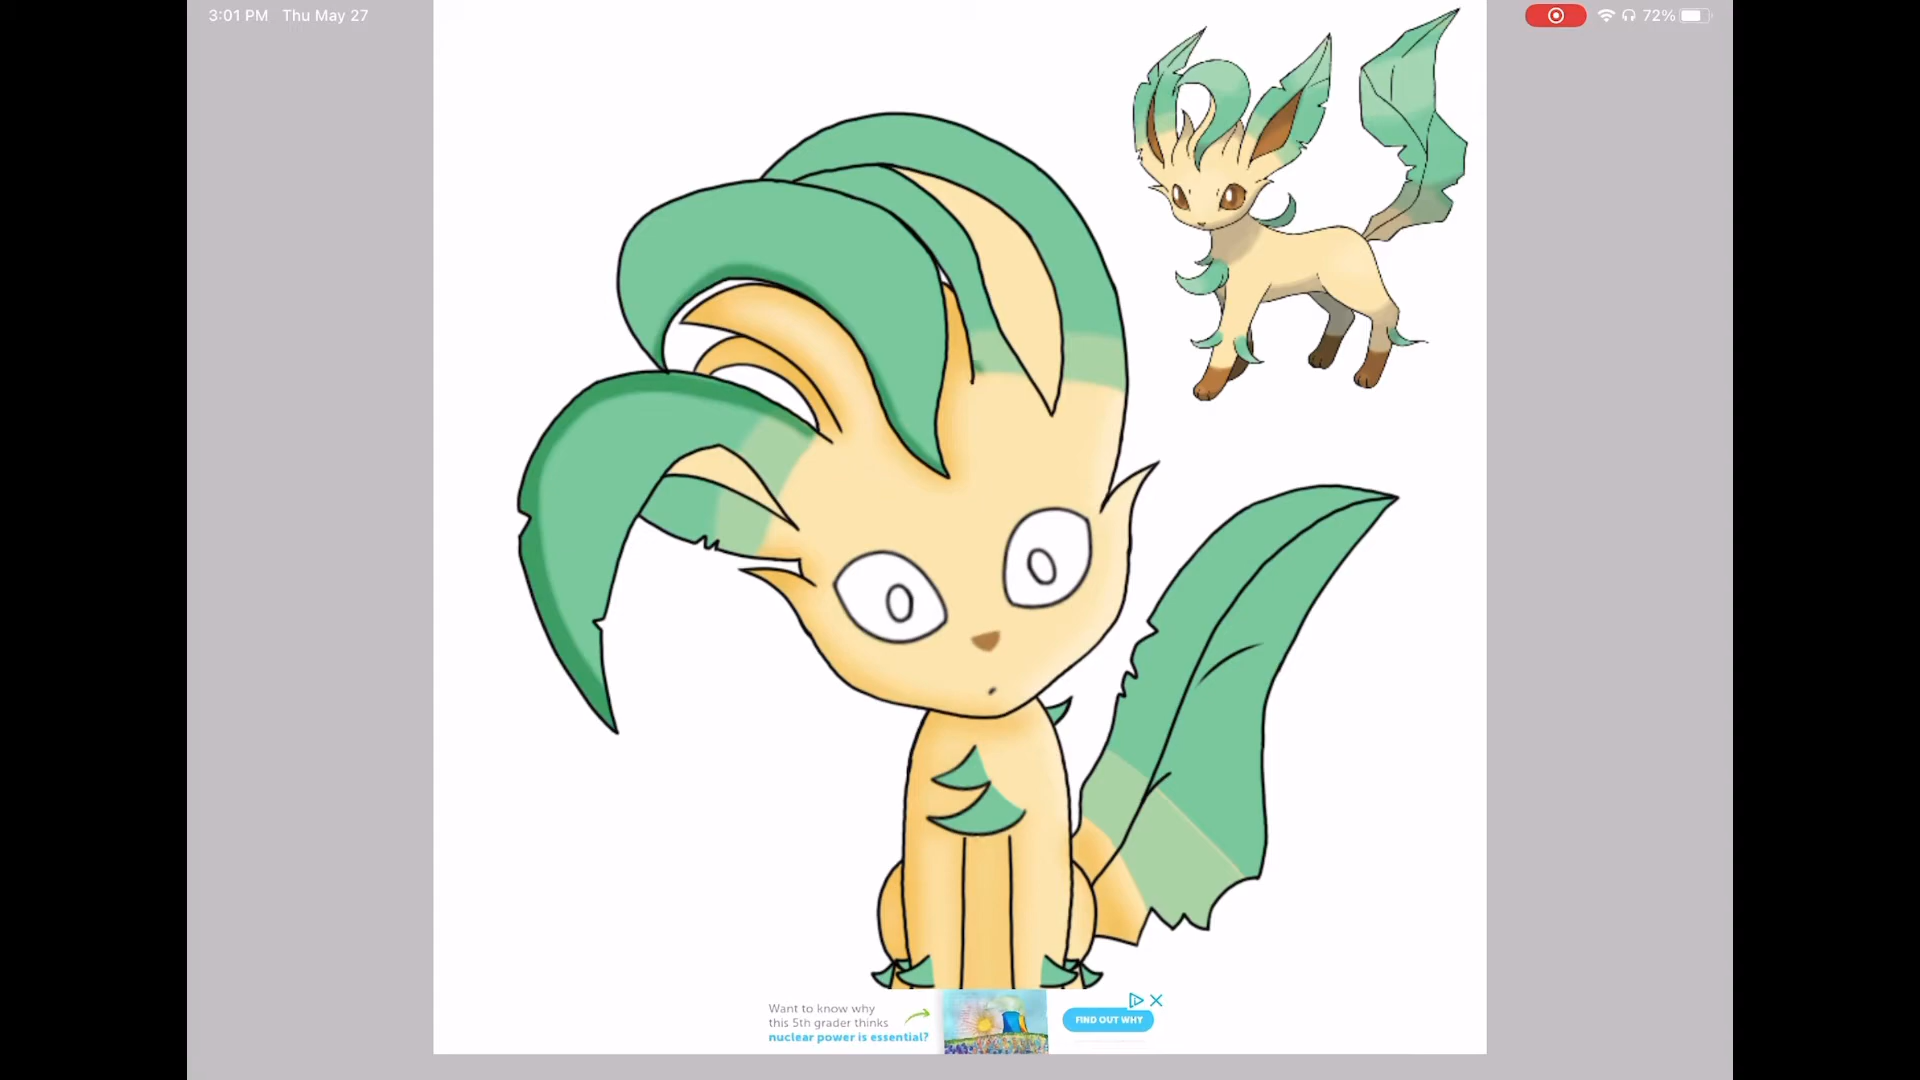 3:01 PM Thu May 27
72%
Want to know why
this 5th grader thinks
nuclear power is essential?
FIND OUT WHY